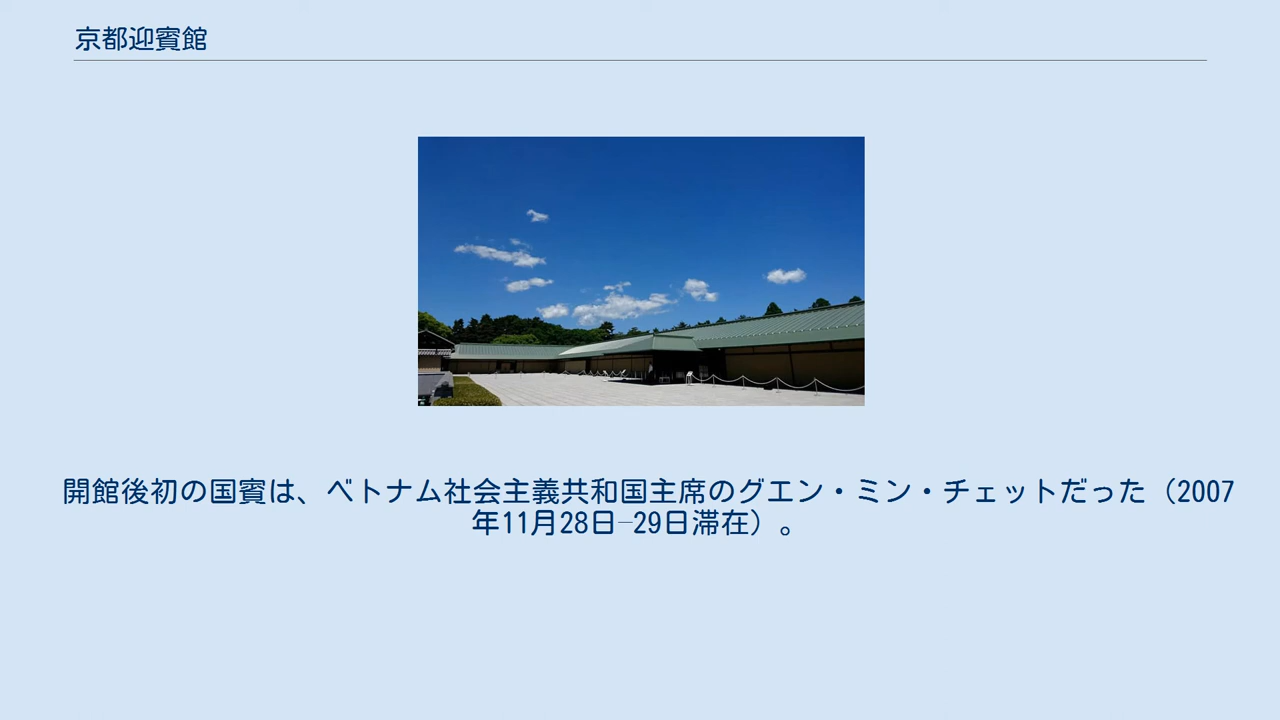 京都迎賓館
開館後初の国賓は、ベトナム社会主義共和国主席のグエン・ミン・チェットだった（2007
年11月28日–29日滞在）。